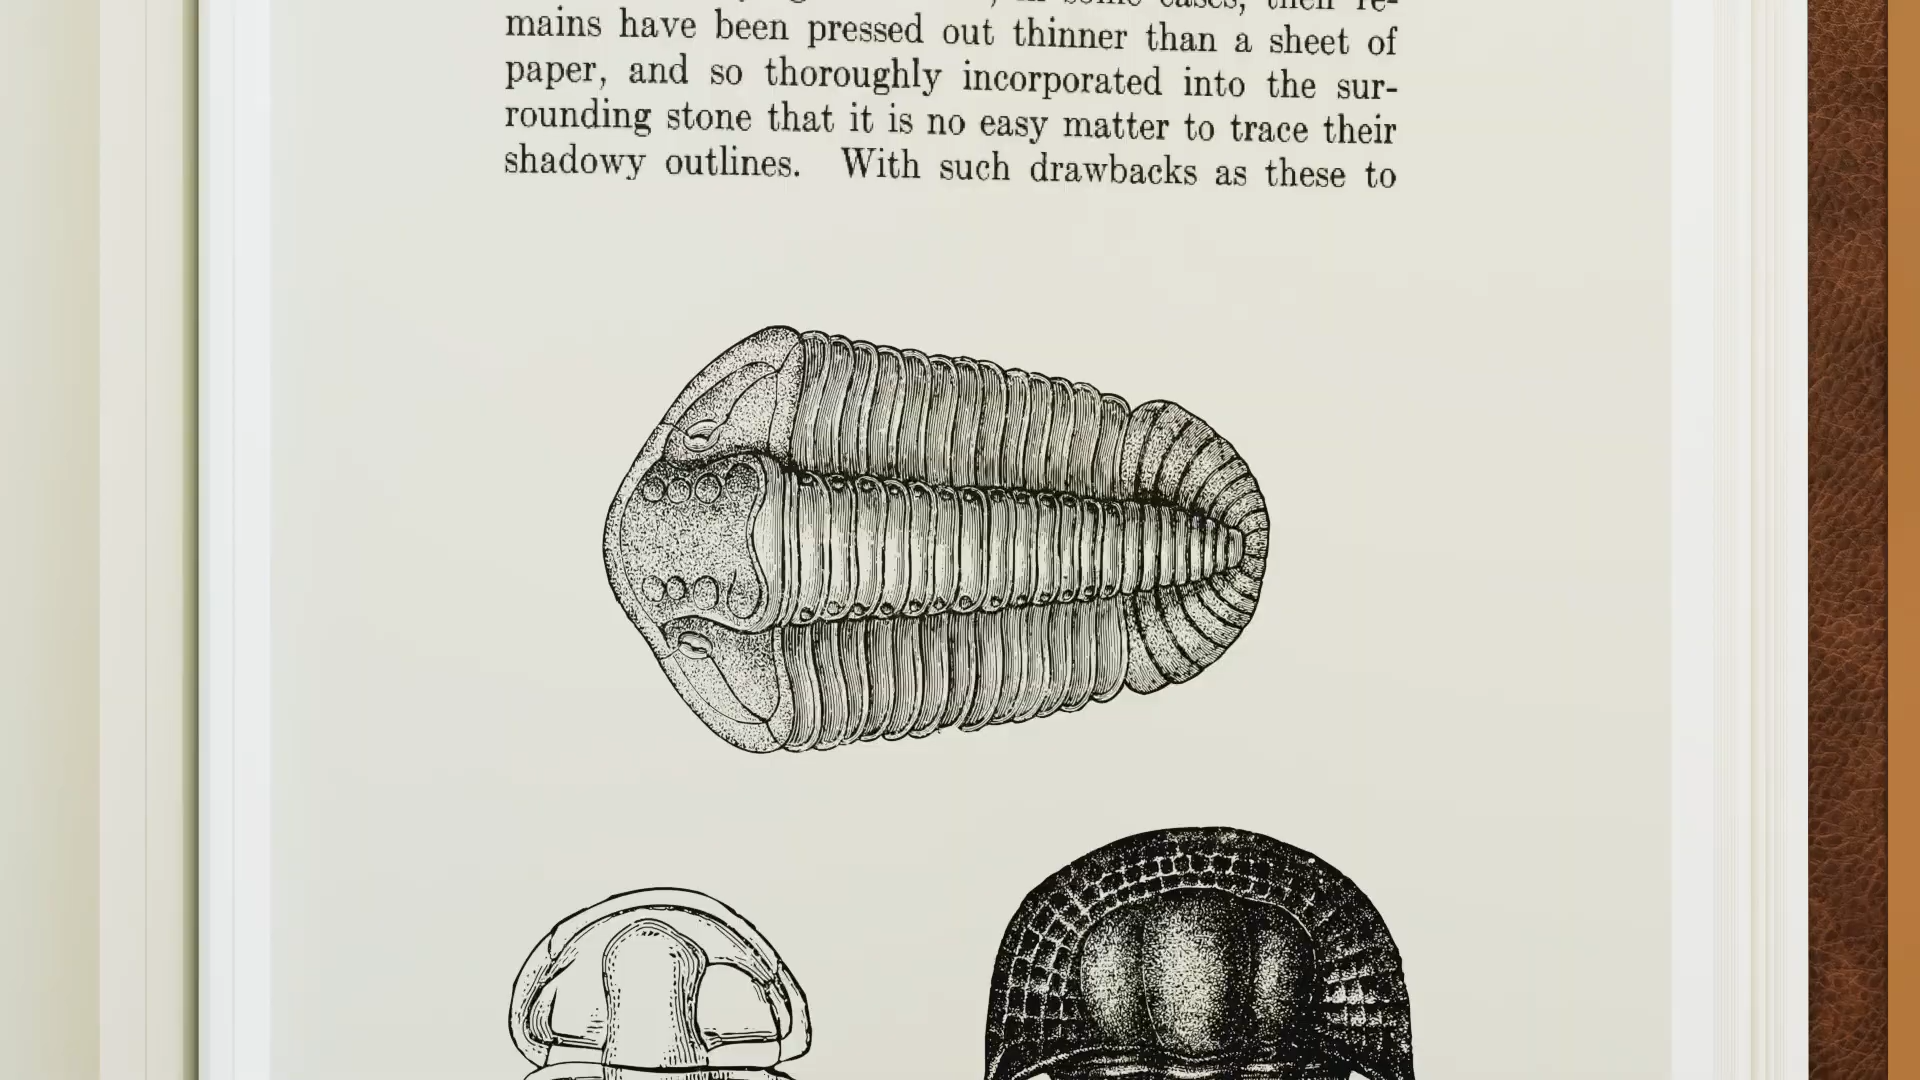 mains have been pressed out thinner than a sheet of
paper, and so thoroughly incorporated into the sur-
rounding stone that it is no easy matter to trace their
shadowy outlines. With such drawbacks as these to